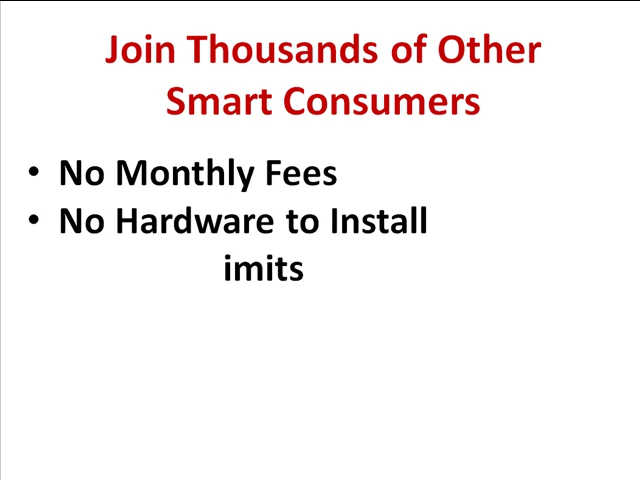 Join Thousands of Other
Smart Consumers
• No Monthly Fees
• No Hardware to Install
imits